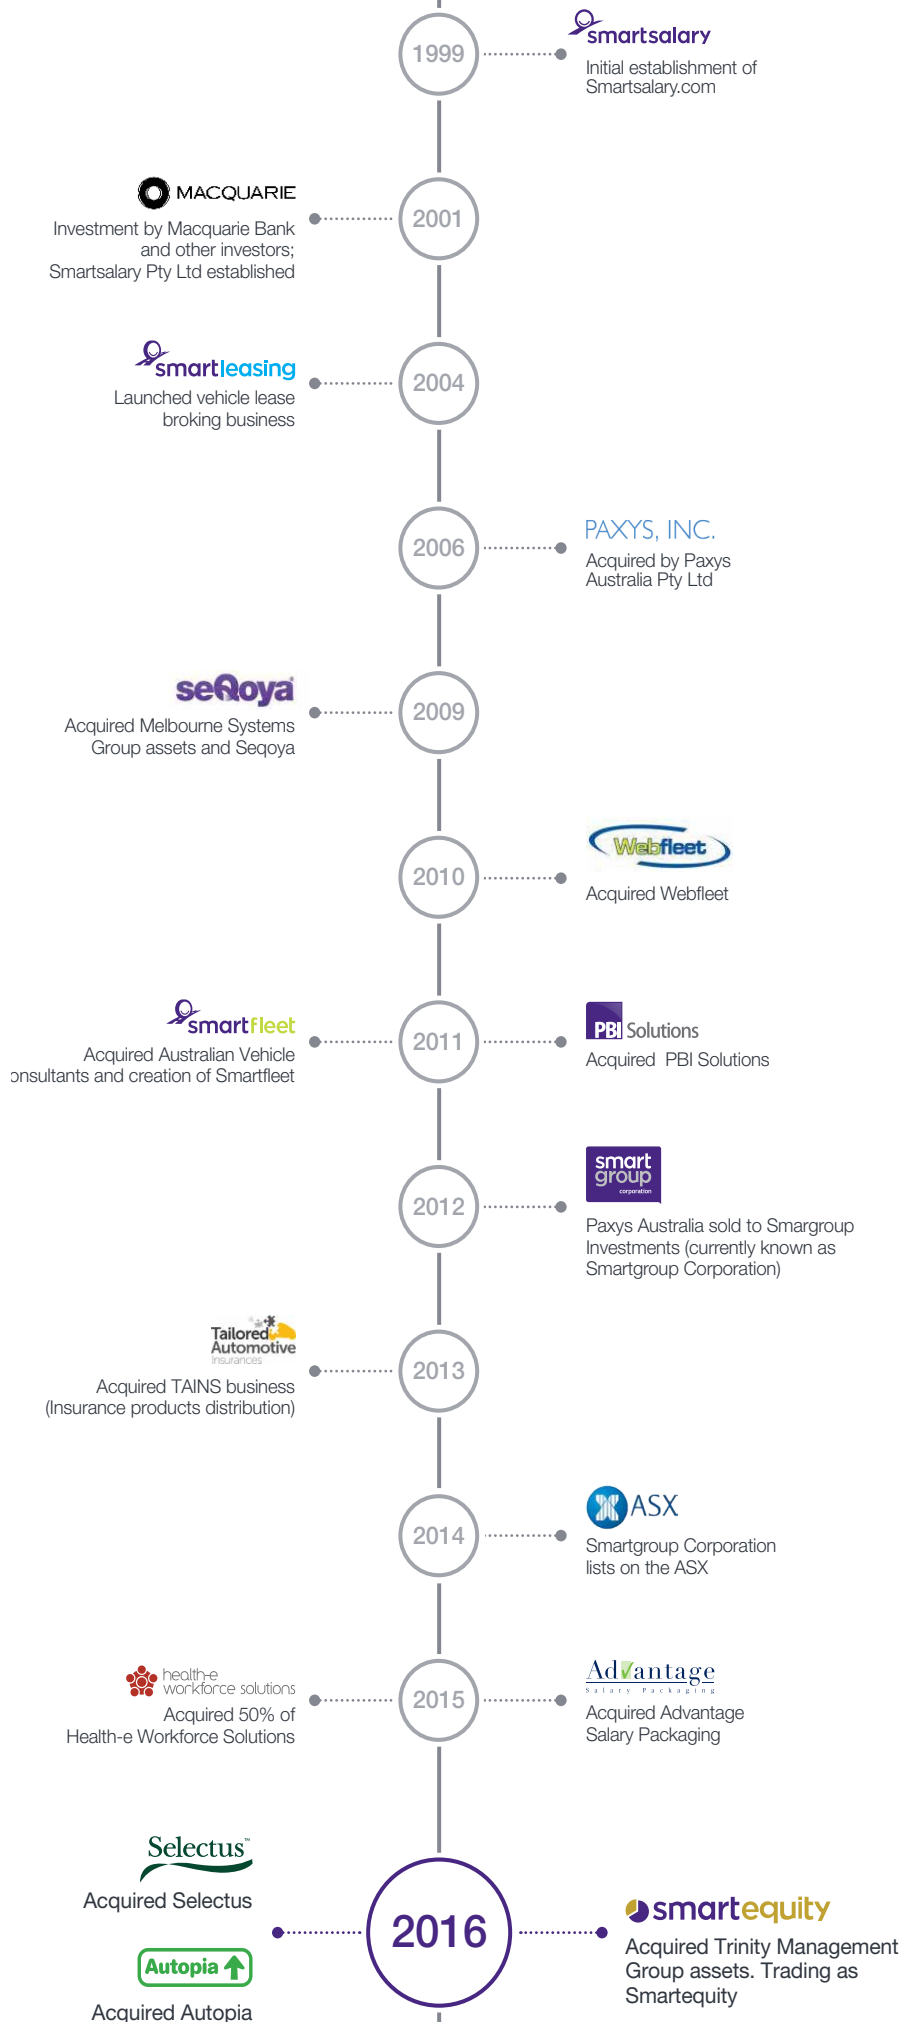 1999
smartsalary
Initial establishment of
Smartsalary.com
MACQUARIE
Investment by Macquarie Bank
and other investors;
Smartsalary Pty Ltd established
2001
smartleasing
Launched vehicle lease
broking business
2004
2006
PAXYS, INC.
Acquired by Paxys
Australia Pty Ltd
seQoya
Acquired Melbourne Systems
Group assets and Seqoya
2009
2010
Webfleet
Acquired Webfleet
smartfleet
Acquired Australian Vehicle
onsultants and creation of Smartfleet
2011
PBI Solutions
Acquired PBI Solutions
2012
smart
group
corporation
Paxys Australia sold to Smargroup
Investments (currently known as
Smartgroup Corporation)
Tailored
Automotive
Insurances
Acquired TAINS business
(Insurance products distribution)
2013
2014
ASX
Smartgroup Corporation
lists on the ASX
health-e
workforce solutions
Acquired 50% of
Health-e Workforce Solutions
2015
Advantage
Salary Packaging
Acquired Advantage
Salary Packaging
Selectus™
Acquired Selectus
Autopia
Acquired Autopia
2016
smartequity
Acquired Trinity Management
Group assets. Trading as
Smartequity